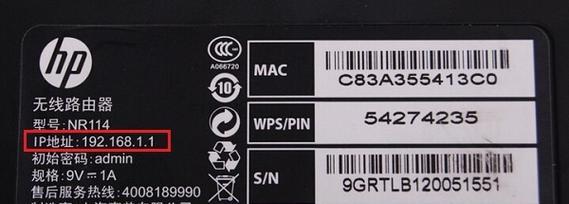 hp
无线路由器
型号:NR114
IP地址:192.168.1.1
初始密码:admin
规格:9V⎓1A
售后服务热线:4008189990
A066720
10
MAC
C83A355413C0
WPS/PIN
54274235
S/N
9GRTLB120051551